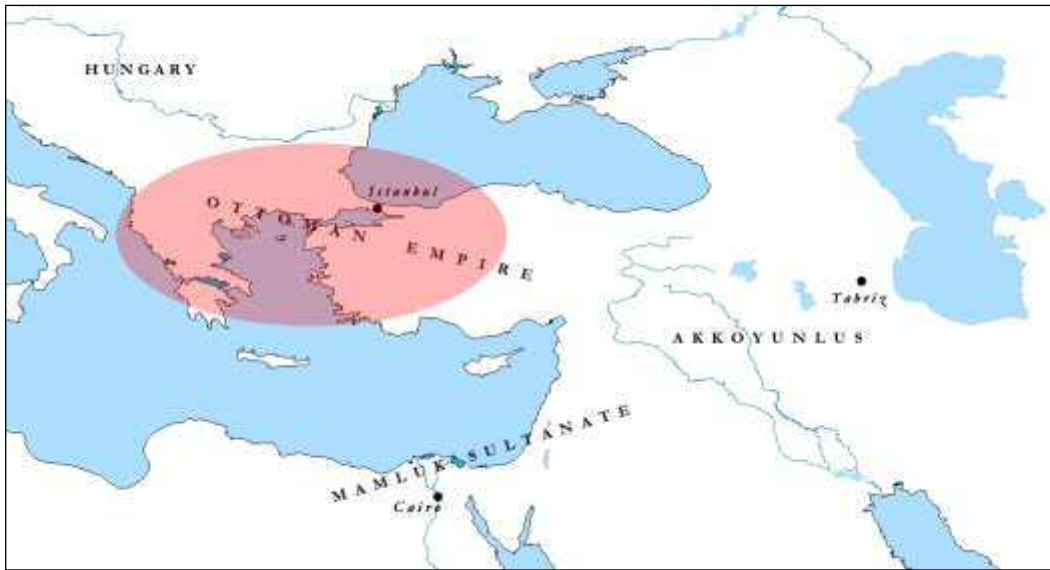 HUNGARY
Istanbul
OTTOMAN EMPIRE
Tabriz
AKKOYUNLUS
MAMLUK SULTANATE
Cairo